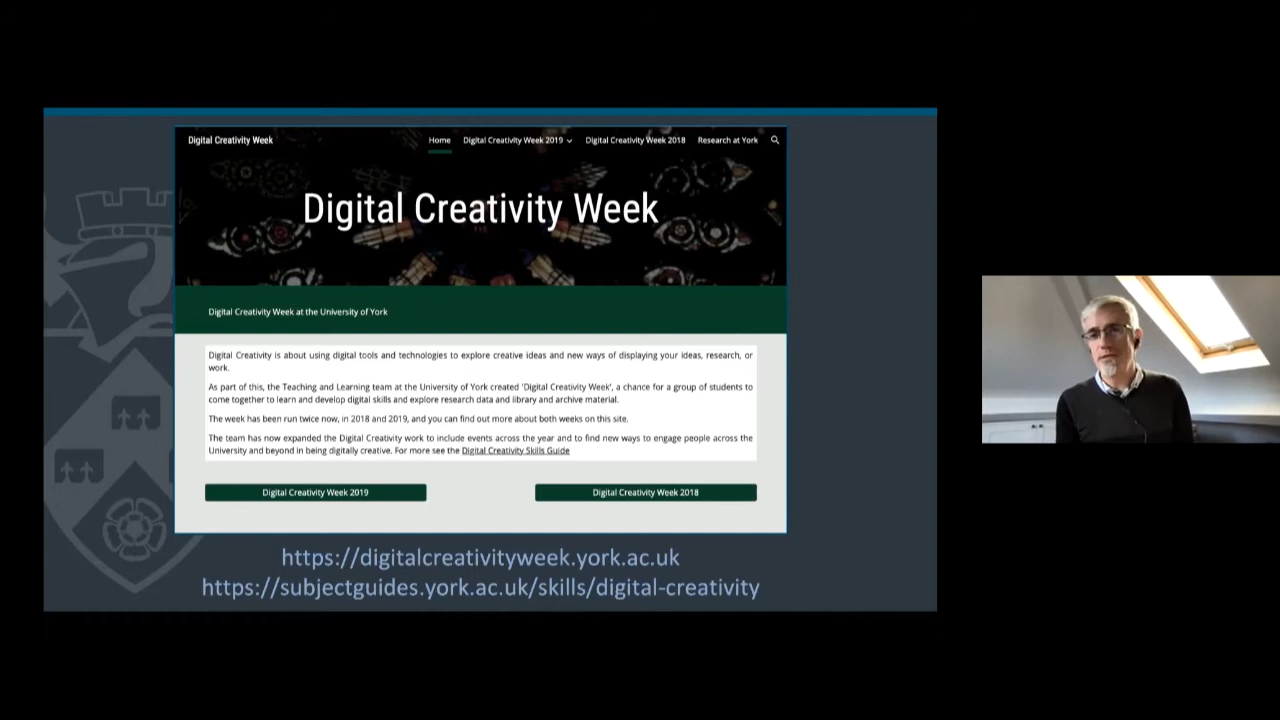 Digital Creativity Week
Home Digital Creativity Week 2019 Digital Creativity Week 2018 Research at York
Digital Creativity Week
Digital Creativity Week at the University of York
Digital Creativity is about using digital tools and technologies to explore creative ideas and new ways of displaying your ideas, research, or
work.
As part of this, the Teaching and Learning team at the University of York created 'Digital Creativity Week', a chance for a group of students to
come together to learn and develop digital skills and explore research data and library and archive material.
The week has been run twice now, in 2018 and 2019, and you can find out more about both weeks on this site.
The team has now expanded the Digital Creativity work to include events across the year and to find new ways to engage people across the
University and beyond in being digitally creative. For more see the Digital Creativity Skills Guide
Digital Creativity Week 2019
Digital Creativity Week 2018
https://digitalcreativityweek.york.ac.uk
https://subjectguides.york.ac.uk/skills/digital-creativity